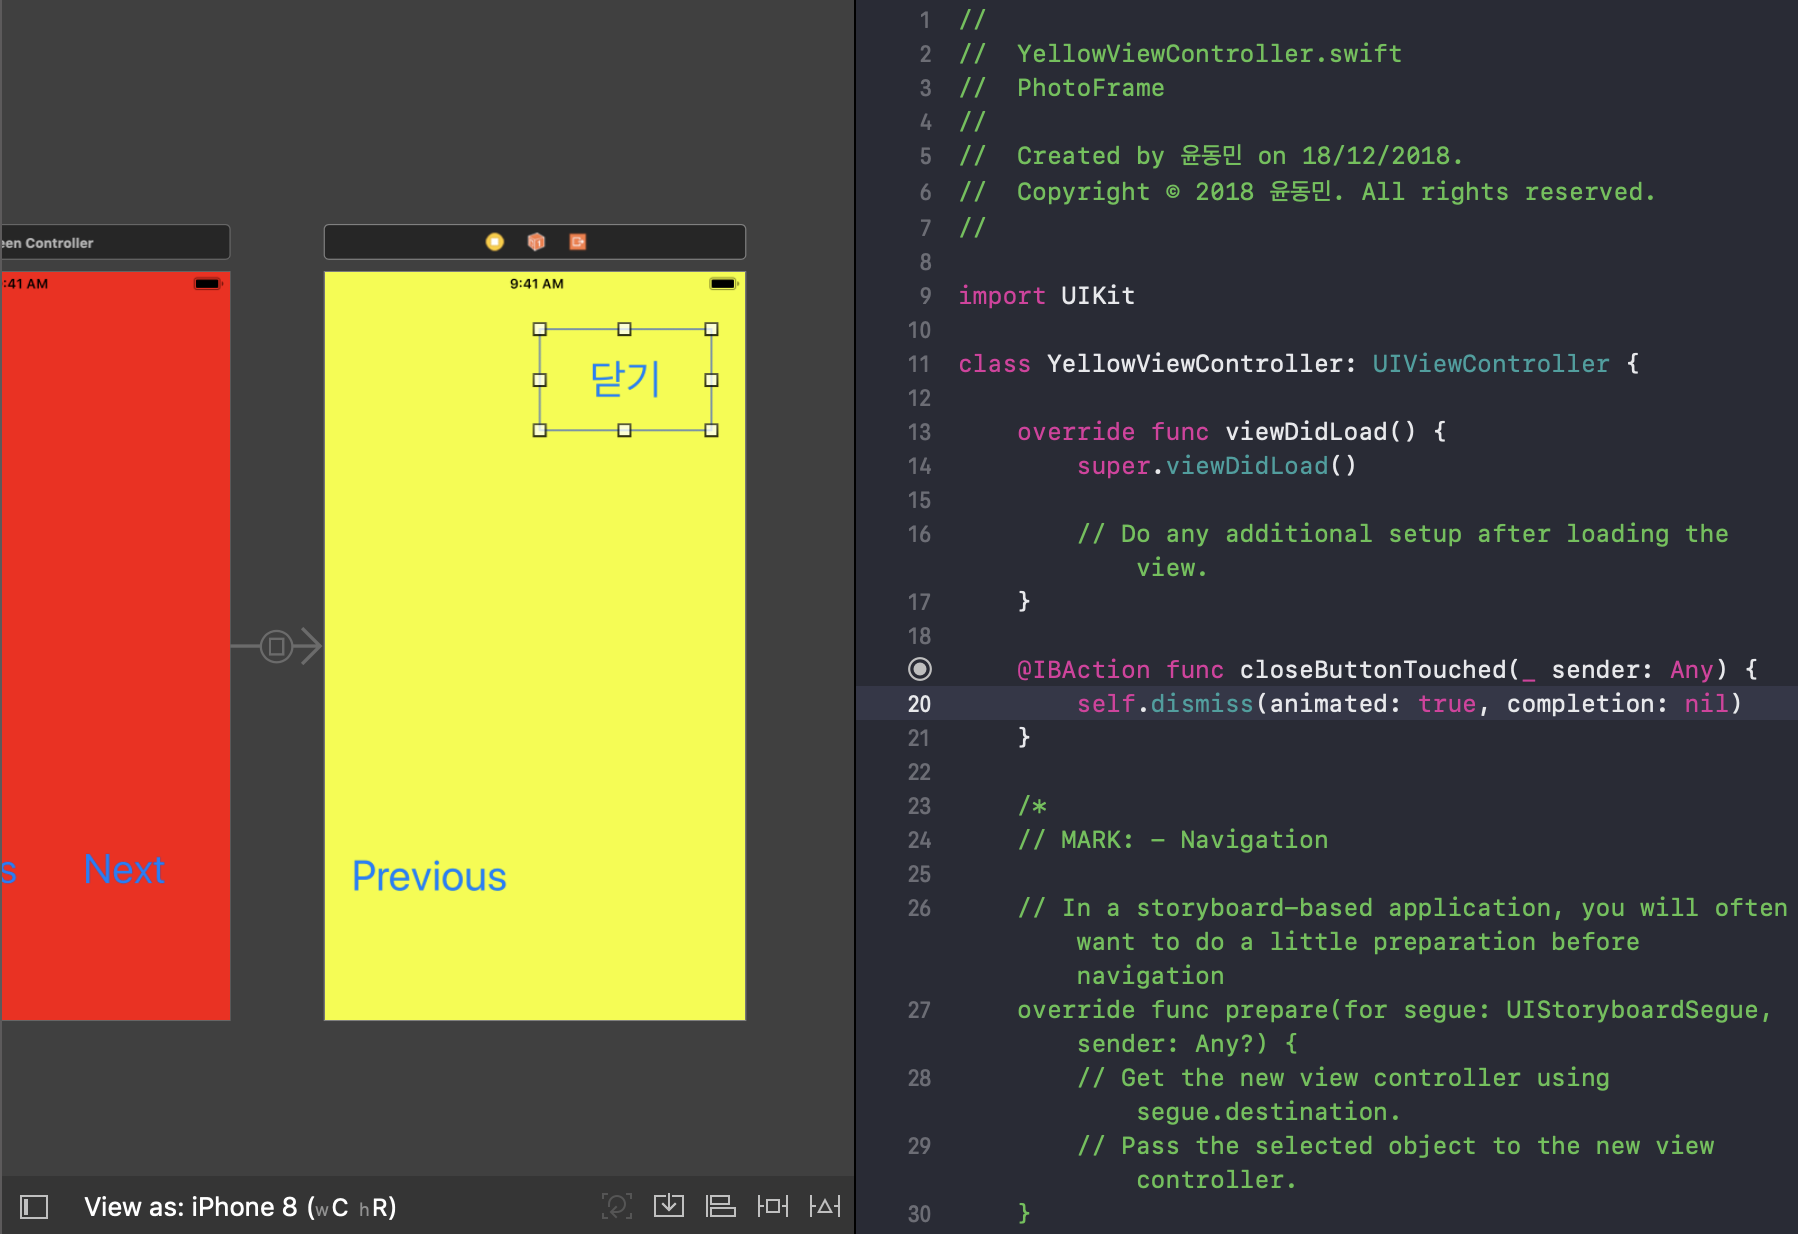 een Controller
:41 AM
s
Next
9:41 AM
닫기
Previous
View as: iPhone 8 (wC hR)
1 //
2 //  YellowViewController.swift
3 //  PhotoFrame
4 //
5 //  Created by 윤동민 on 18/12/2018.
6 //  Copyright © 2018 윤동민. All rights reserved.
7 //
8
9 import UIKit
10
11 class YellowViewController: UIViewController {
12
13     override func viewDidLoad() {
14         super.viewDidLoad()
15
16         // Do any additional setup after loading the
view.
17     }
18
@IBAction func closeButtonTouched(_ sender: Any) {
20         self.dismiss(animated: true, completion: nil)
21     }
22
23     /*
24     // MARK: - Navigation
25
26     // In a storyboard-based application, you will often
want to do a little preparation before
navigation
27     override func prepare(for segue: UIStoryboardSegue,
sender: Any?) {
28         // Get the new view controller using
segue.destination.
29         // Pass the selected object to the new view
controller.
30     }